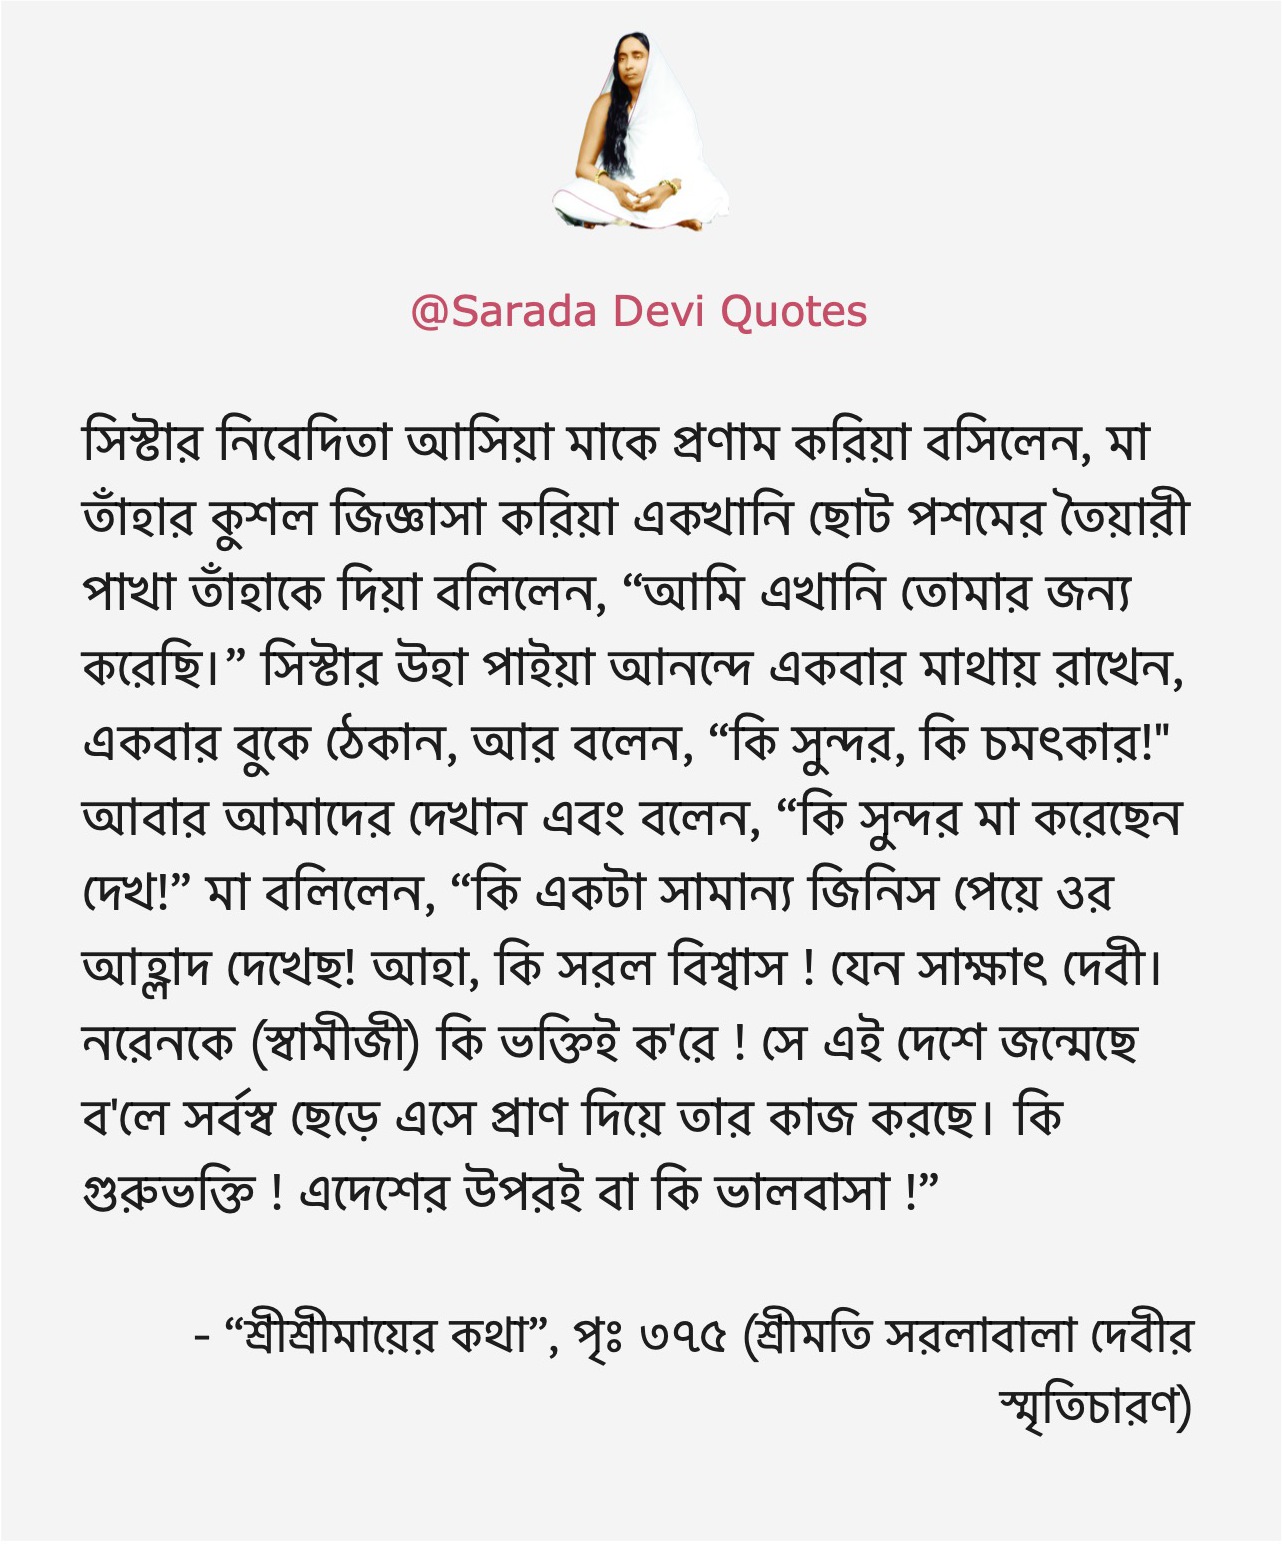 @Sarada Devi Quotes
সিস্টার নিবেদিতা আসিয়া মাকে প্রণাম করিয়া বসিলেন, মা
তাঁহার কুশল জিজ্ঞাসা করিয়া একখানি ছোট পশমের তৈয়ারী
পাখা তাঁহাকে দিয়া বলিলেন, “আমি এখানি তোমার জন্য
করেছি।” সিস্টার উহা পাইয়া আনন্দে একবার মাথায় রাখেন,
একবার বুকে ঠেকান, আর বলেন, “কি সুন্দর, কি চমৎকার!"
আবার আমাদের দেখান এবং বলেন, “কি সুন্দর মা করেছেন
দেখ!” মা বলিলেন, “কি একটা সামান্য জিনিস পেয়ে ওর
আহ্লাদ দেখেছ! আহা, কি সরল বিশ্বাস ! যেন সাক্ষাৎ দেবী।
নরেনকে (স্বামীজী) কি ভক্তিই ক'রে ! সে এই দেশে জন্মেছে
ব'লে সর্বস্ব ছেড়ে এসে প্রাণ দিয়ে তার কাজ করছে। কি
গুরুভক্তি ! এদেশের উপরই বা কি ভালবাসা !”
- “শ্রীশ্রীমায়ের কথা”, পৃঃ ৩৭৫ (শ্রীমতি সরলাবালা দেবীর
স্মৃতিচারণ)